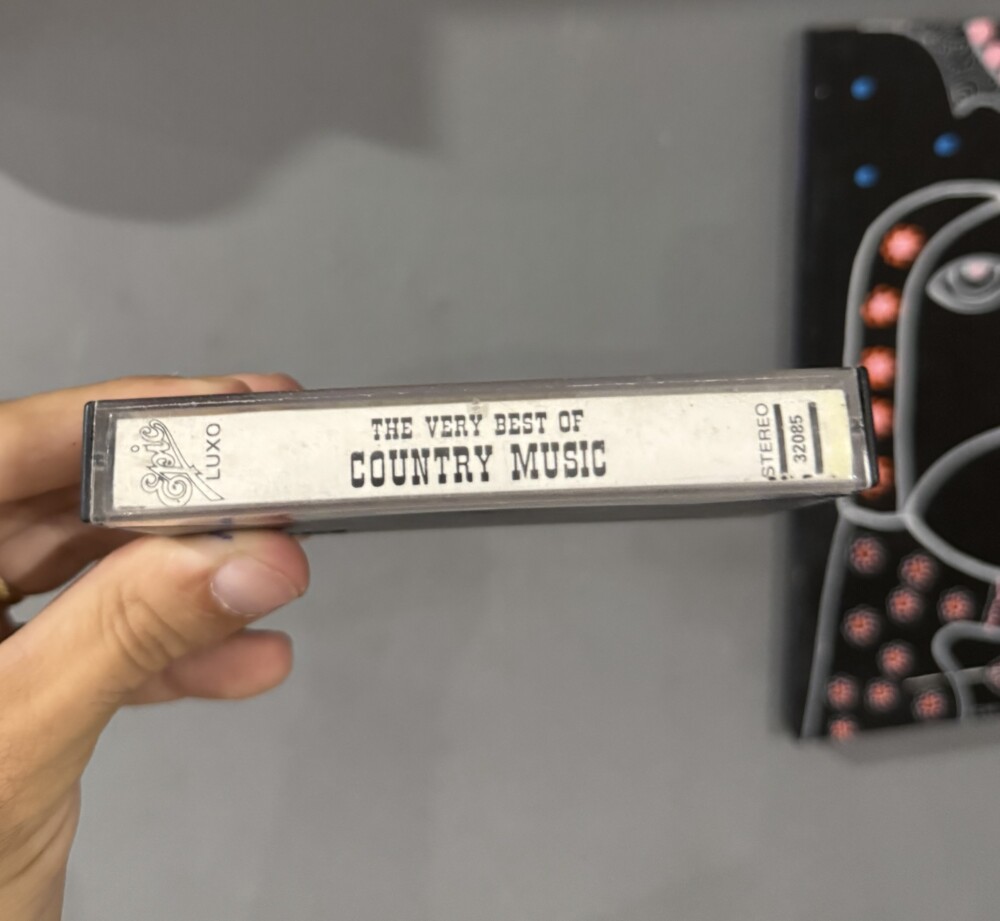 Epic
LUXO
THE VERY BEST OF
COUNTRY MUSIC
STEREO
32085